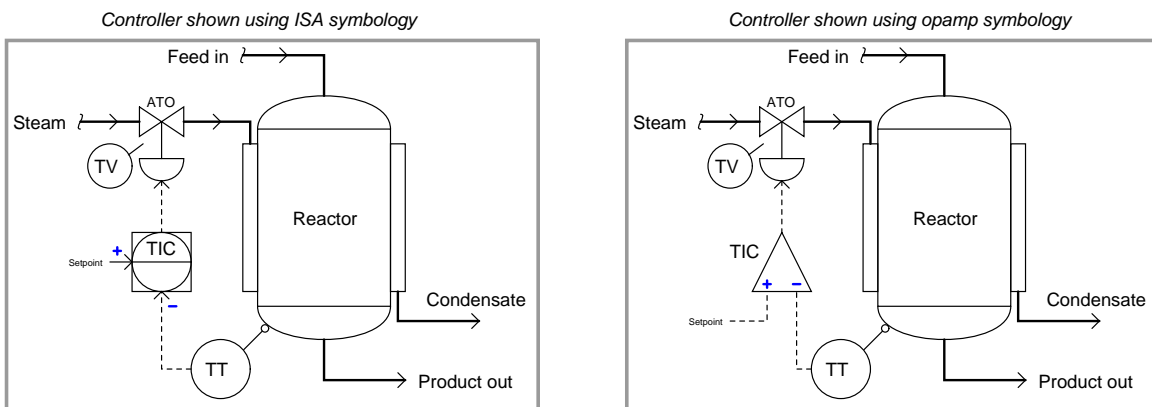 Controller shown using ISA symbology
Feed in
ATO
Steam
TV
Reactor
TIC
+
Setpoint
–
Condensate
TT
Product out
Controller shown using opamp symbology
Feed in
ATO
Steam
TV
Reactor
TIC
+ –
Setpoint
Condensate
TT
Product out